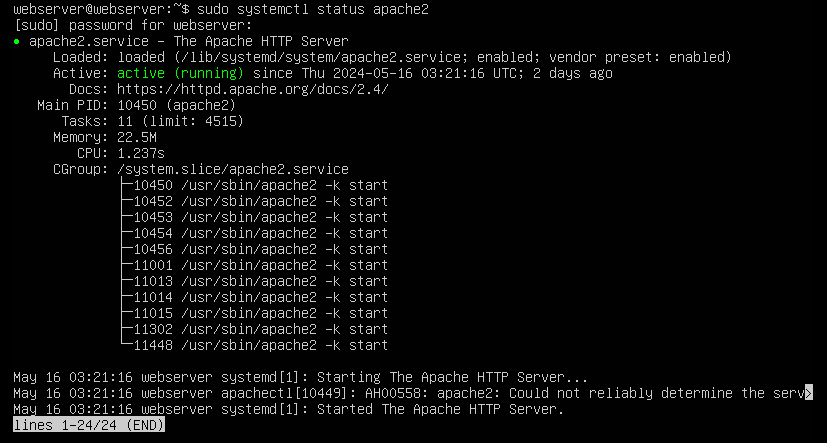 webserver@webserver:~$ sudo systemctl status apache2
[sudo] password for webserver:
● apache2.service - The Apache HTTP Server
     Loaded: loaded (/lib/systemd/system/apache2.service; enabled; vendor preset: enabled)
     Active: active (running) since Thu 2024-05-16 03:21:16 UTC; 2 days ago
       Docs: https://httpd.apache.org/docs/2.4/
   Main PID: 10450 (apache2)
      Tasks: 11 (limit: 4515)
     Memory: 22.5M
        CPU: 1.237s
     CGroup: /system.slice/apache2.service
             ├─10450 /usr/sbin/apache2 -k start
             ├─10452 /usr/sbin/apache2 -k start
             ├─10453 /usr/sbin/apache2 -k start
             ├─10454 /usr/sbin/apache2 -k start
             ├─10456 /usr/sbin/apache2 -k start
             ├─11001 /usr/sbin/apache2 -k start
             ├─11013 /usr/sbin/apache2 -k start
             ├─11014 /usr/sbin/apache2 -k start
             ├─11015 /usr/sbin/apache2 -k start
             ├─11302 /usr/sbin/apache2 -k start
             └─11448 /usr/sbin/apache2 -k start

May 16 03:21:16 webserver systemd[1]: Starting The Apache HTTP Server...
May 16 03:21:16 webserver apachectl[10449]: AH00558: apache2: Could not reliably determine the serv>
May 16 03:21:16 webserver systemd[1]: Started The Apache HTTP Server.
lines 1-24/24 (END)